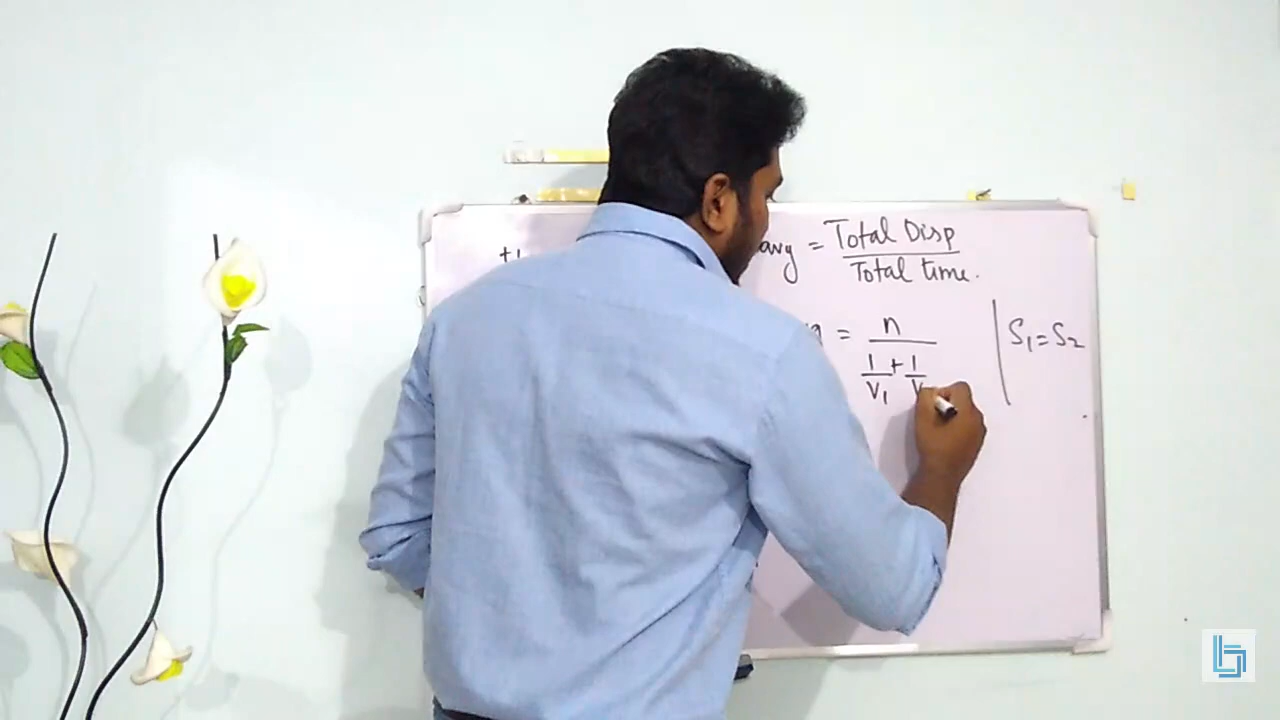 avg = Total Disp
Total time.
= n
1 + 1
V₁ V
S₁ = S₂